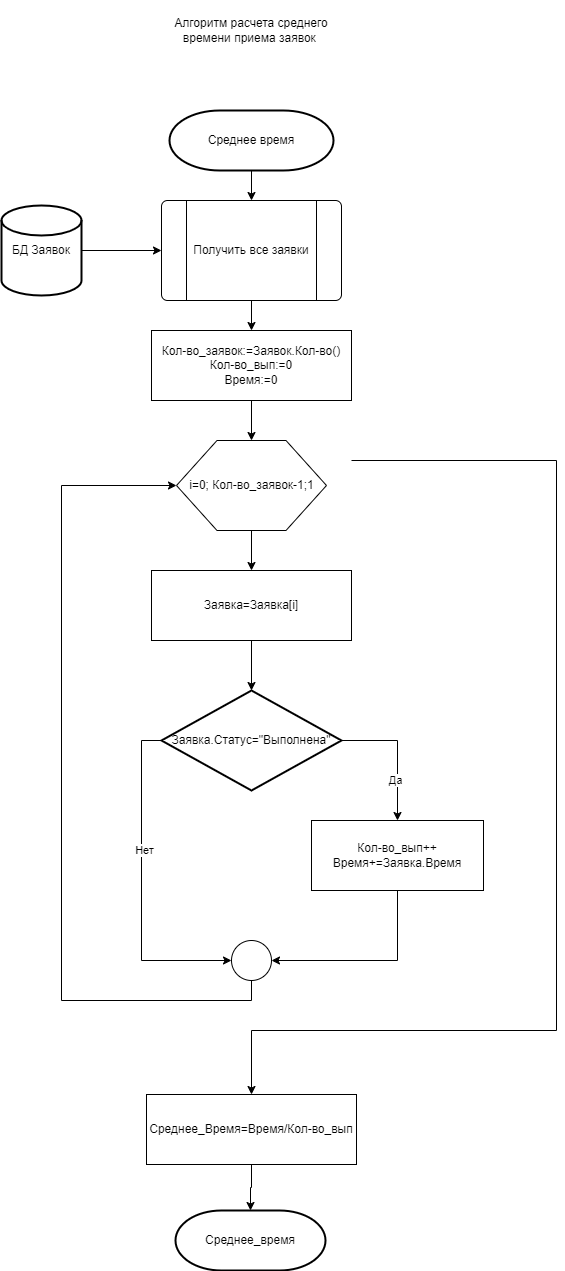 Алгоритм расчета среднего
времени приема заявок
Среднее время
БД Заявок
Получить все заявки
Кол-во_заявок:=Заявок.Кол-во()
Кол-во_вып:=0
Время:=0
i=0; Кол-во_заявок-1;1
Заявка=Заявка[i]
Заявка.Статус="Выполнена"
Да
Кол-во_вып++
Время+=Заявка.Время
Нет
Среднее_Время=Время/Кол-во_вып
Среднее_время